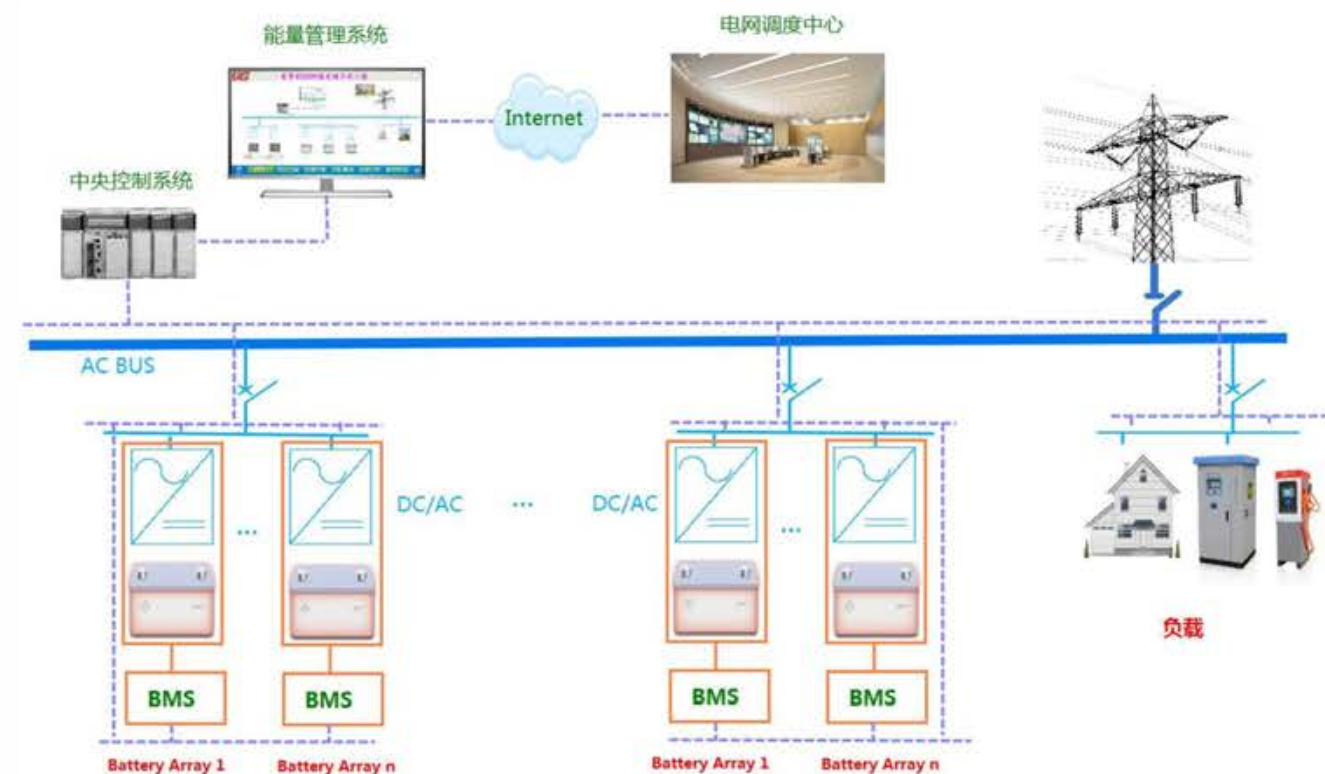 能量管理系统
电网调度中心
Internet
中央控制系统
AC BUS
DC/AC
...
DC/AC
...
...
...
BMS
BMS
BMS
BMS
负载
Battery Array 1
Battery Array n
Battery Array 1
Battery Array n